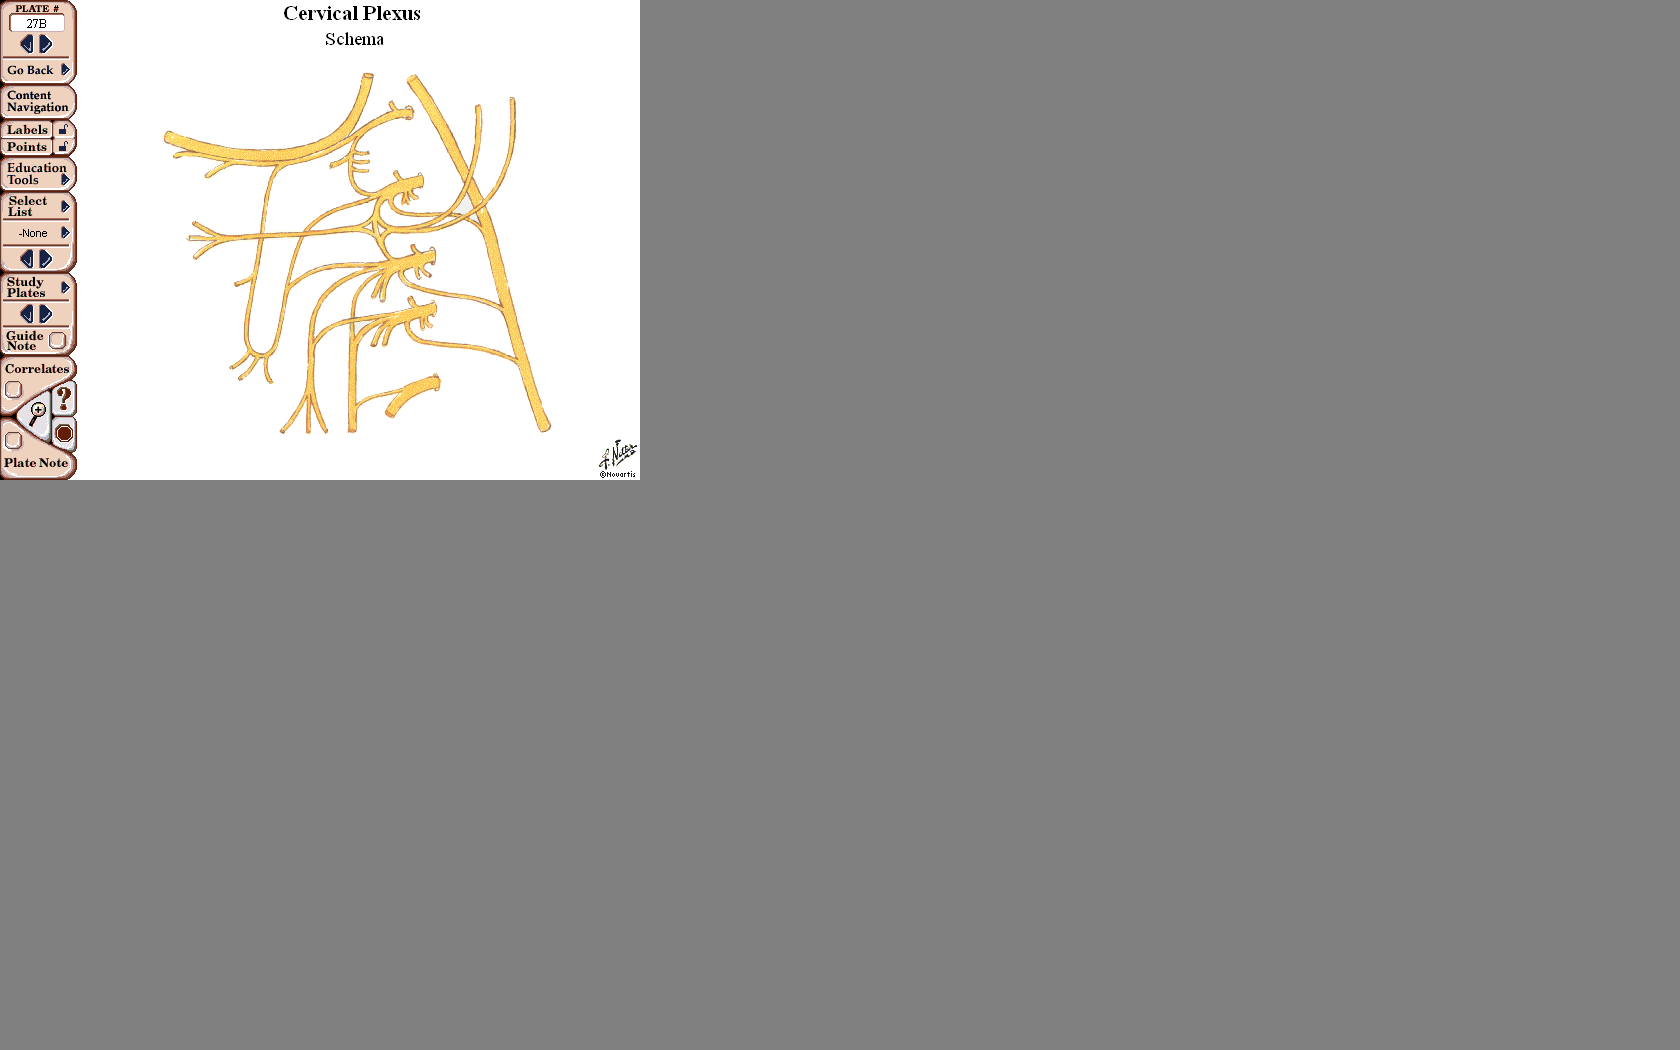 Cervical Plexus
Schema
PLATE #
27B
Go Back
Content
Navigation
Labels
Points
Education
Tools
Select
List
-None
Study
Plates
Guide
Note
Correlates
?
Plate Note
F. Netter
©Novartis